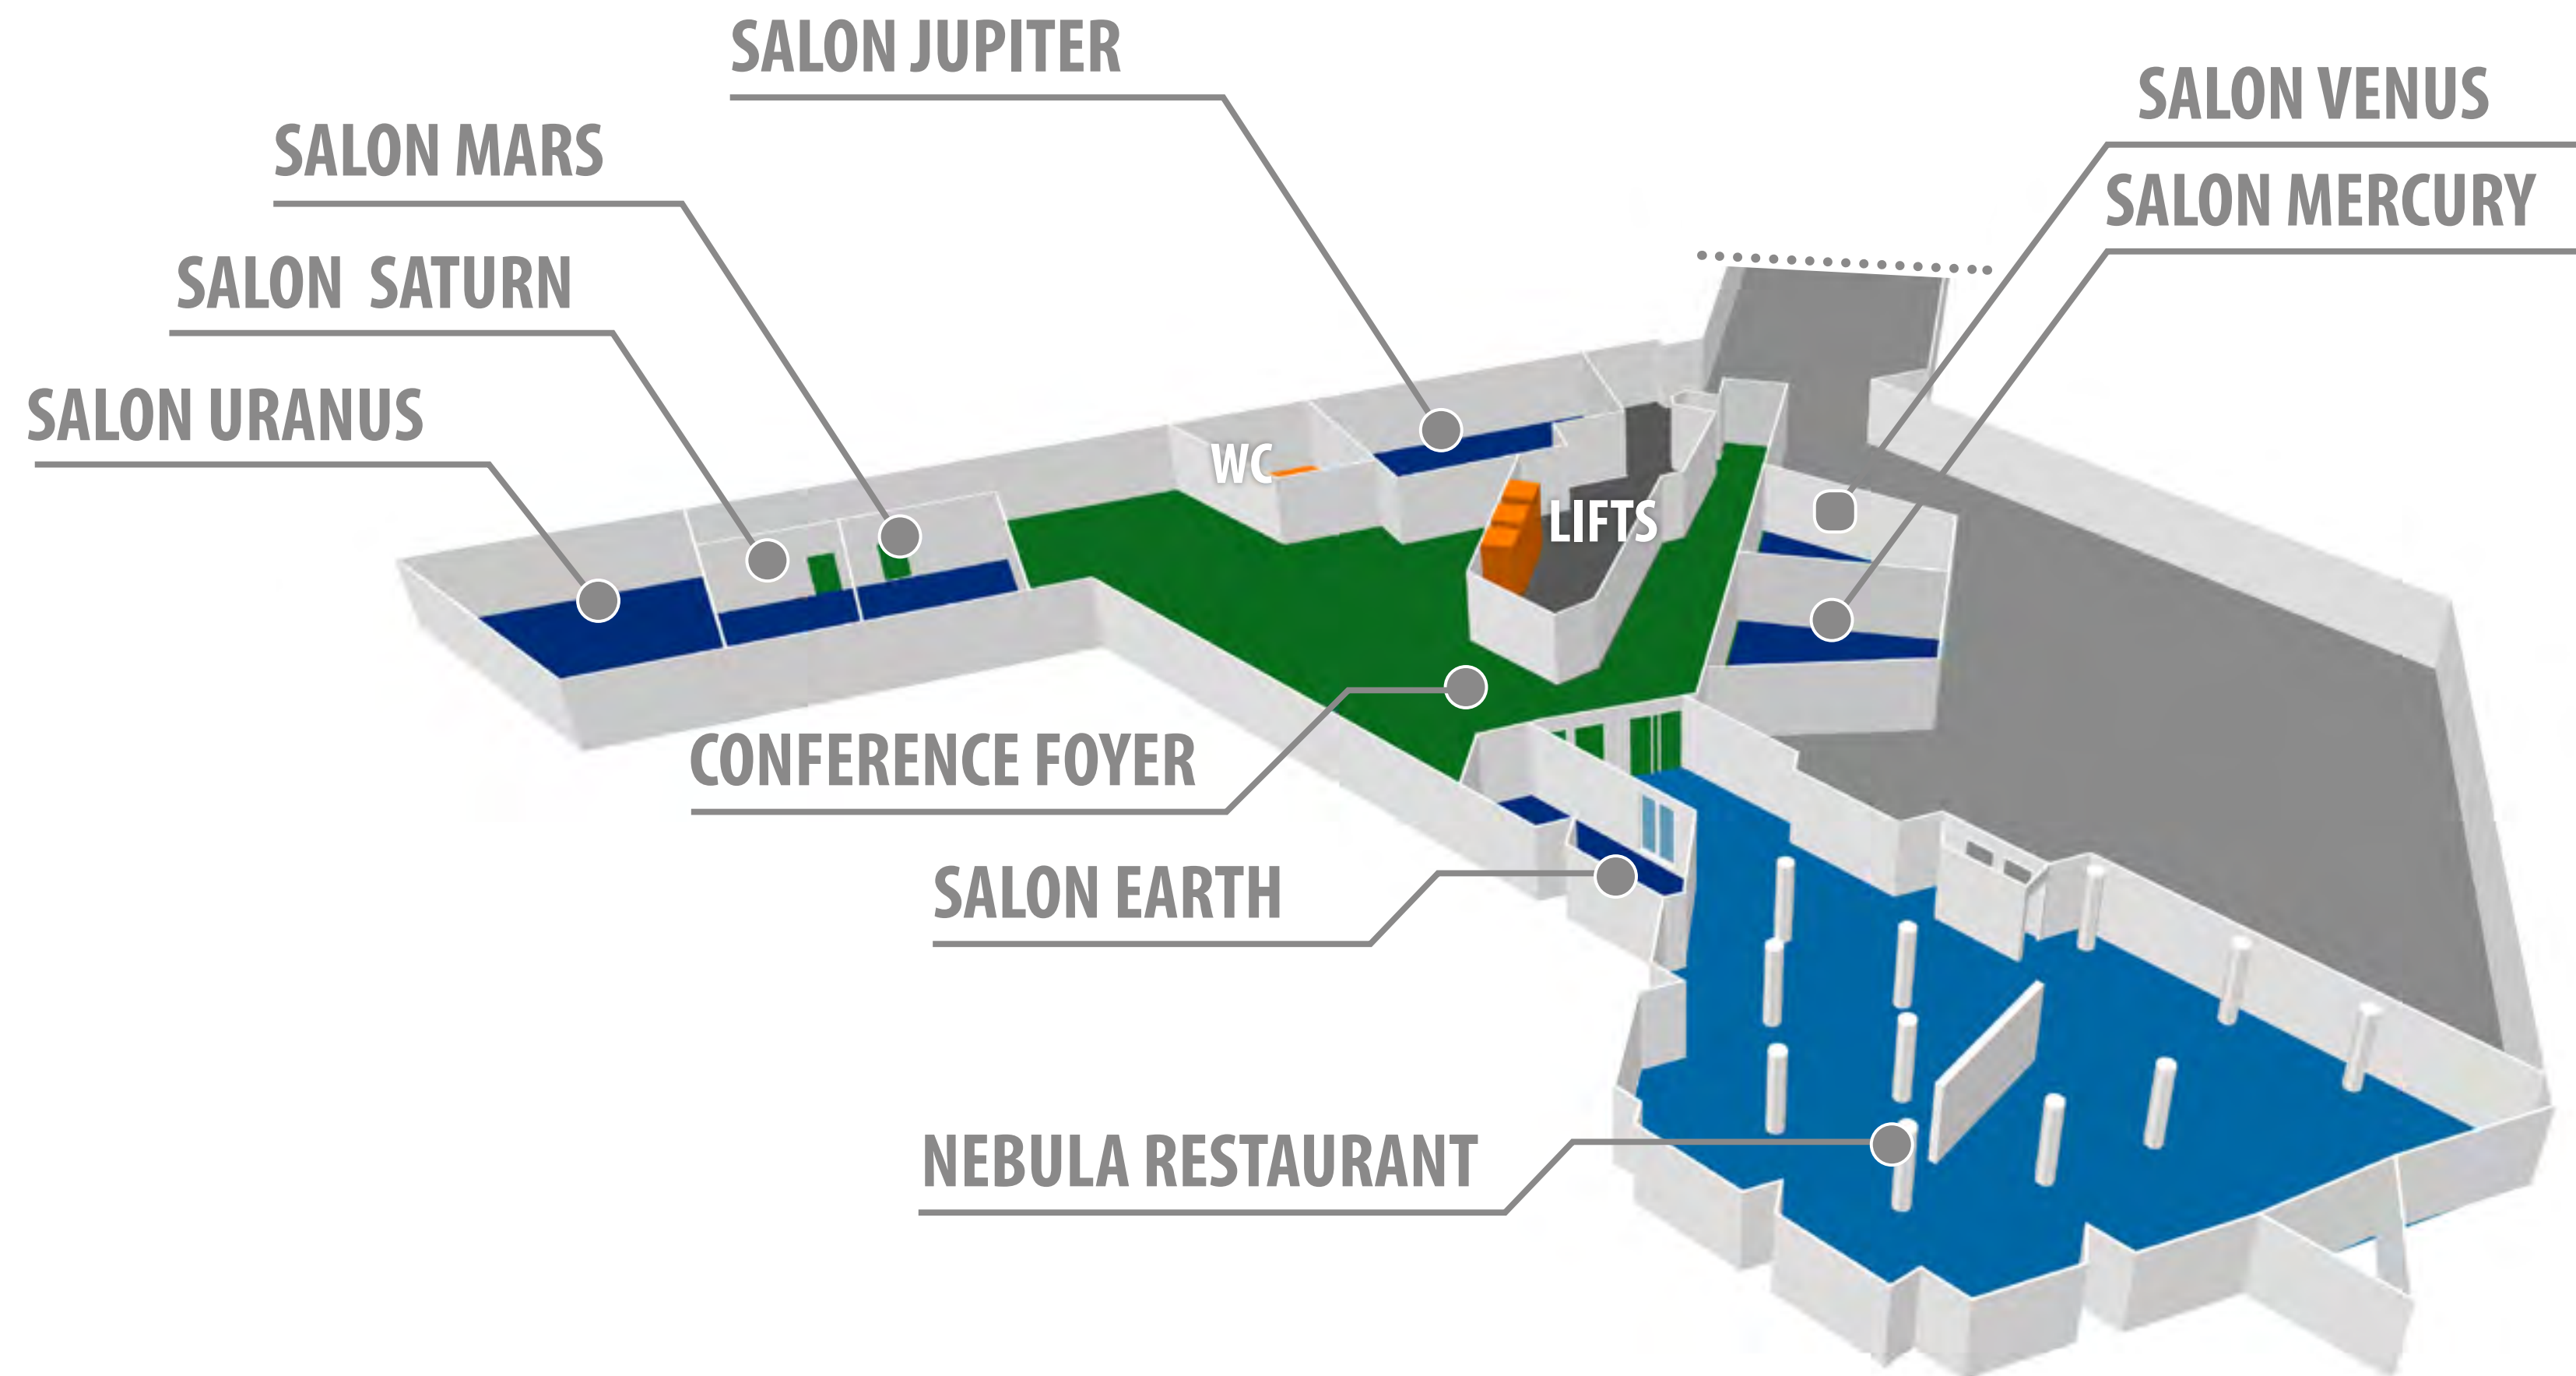 SALON JUPITER
SALON VENUS
SALON MARS
SALON MERCURY
SALON SATURN
SALON URANUS
WC
LIFTS
CONFERENCE FOYER
SALON EARTH
NEBULA RESTAURANT